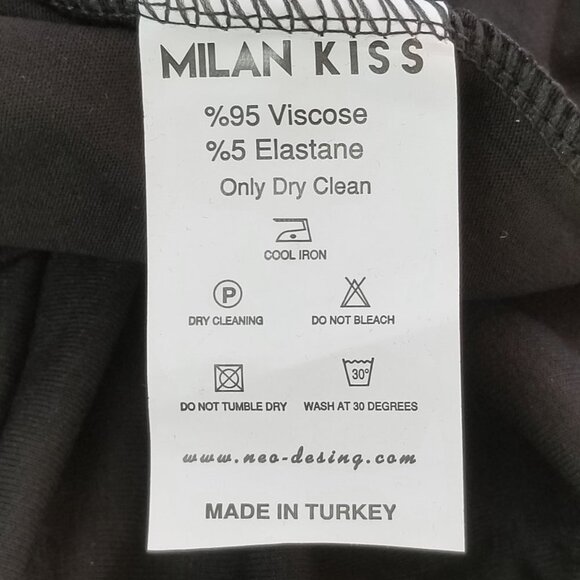 MILAN KISS
%95 Viscose
%5 Elastane
Only Dry Clean
COOL IRON
P
DRY CLEANING
DO NOT BLEACH
30°
DO NOT TUMBLE DRY
WASH AT 30 DEGREES
www.neo-desing.com
MADE IN TURKEY